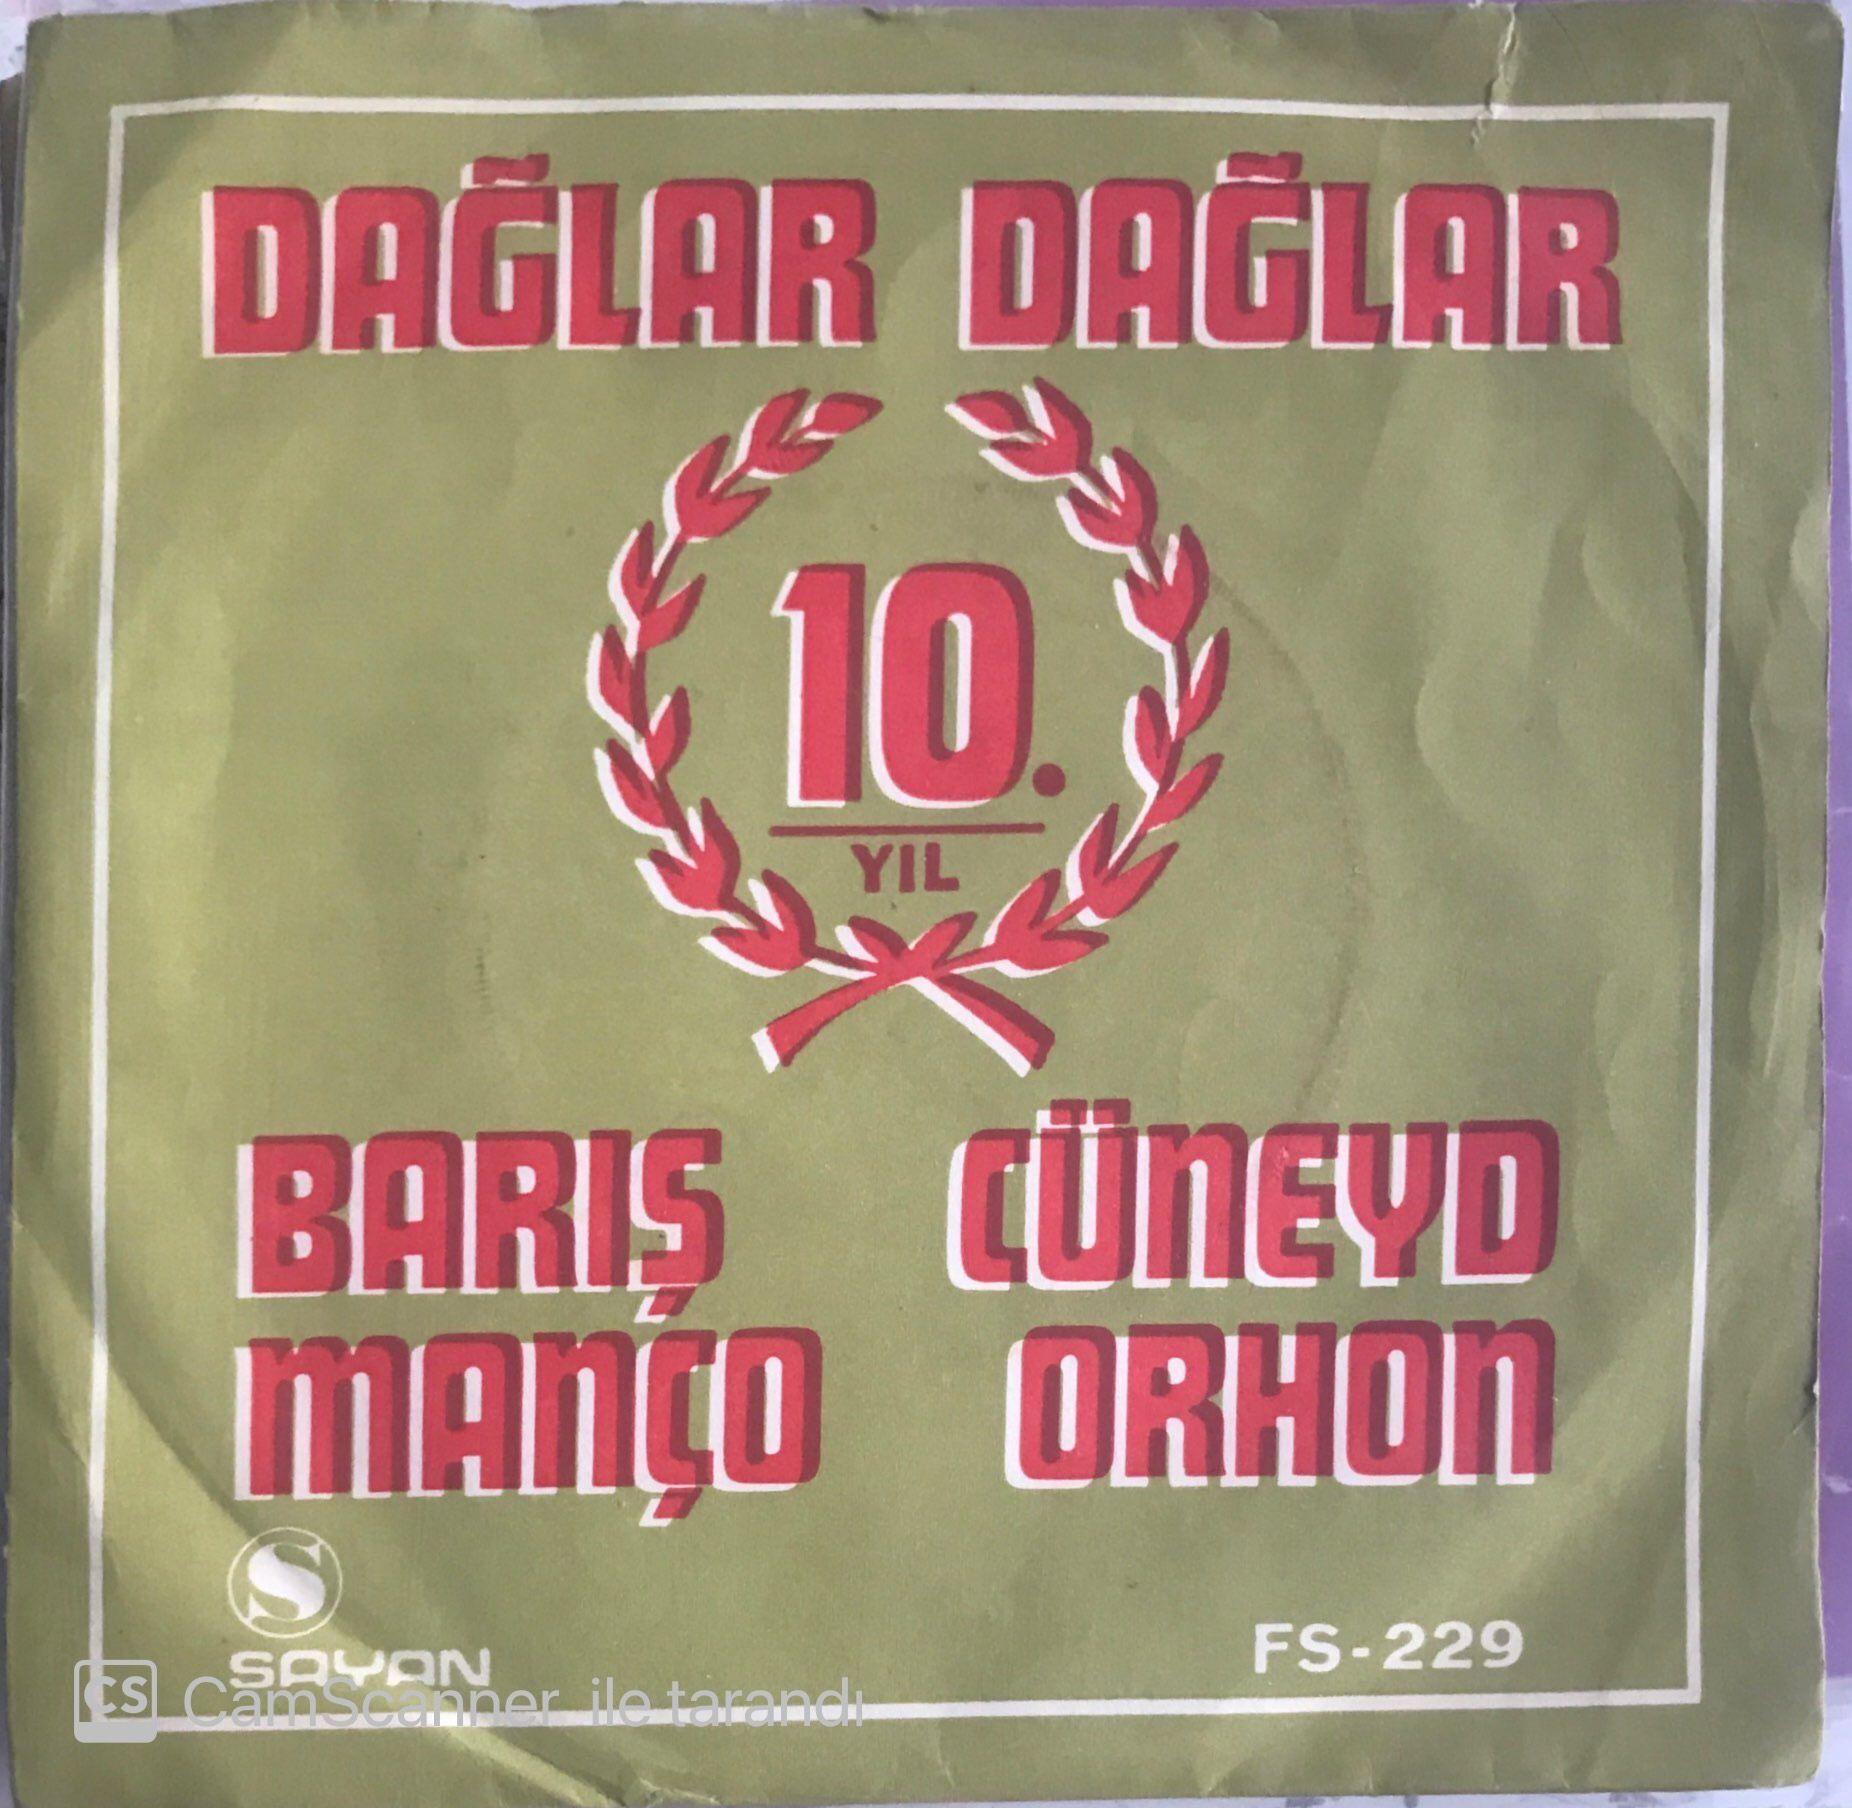 DAĞLAR DAĞLAR
10.
YIL
BARIŞ CÜNEYD
MANÇO ORHON
S
SAYAN
FS-229
CS CamScanner ile tarandı